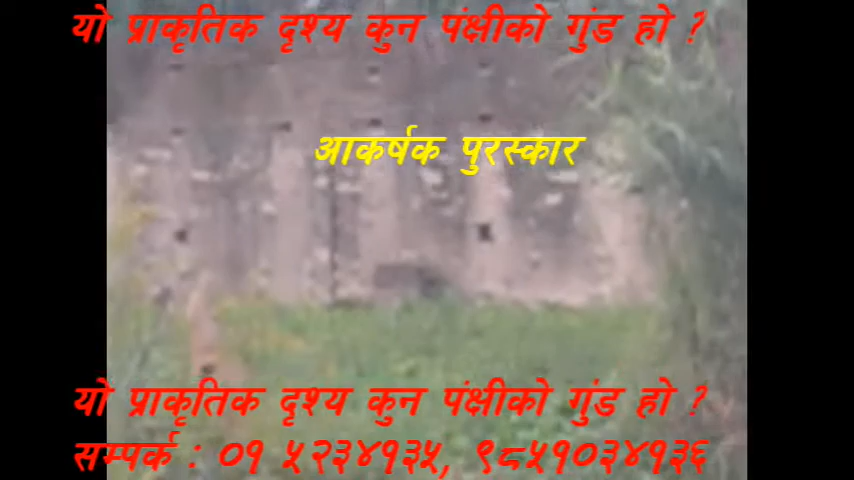 यो प्राकृतिक दृश्य कुन पंक्षीको गुंड हो ?
आकर्षक पुरस्कार
यो प्राकृतिक दृश्य कुन पंक्षीको गुंड हो ?
सम्पर्क : ०१ ५२३४१३५, ९८५१०३४१३६